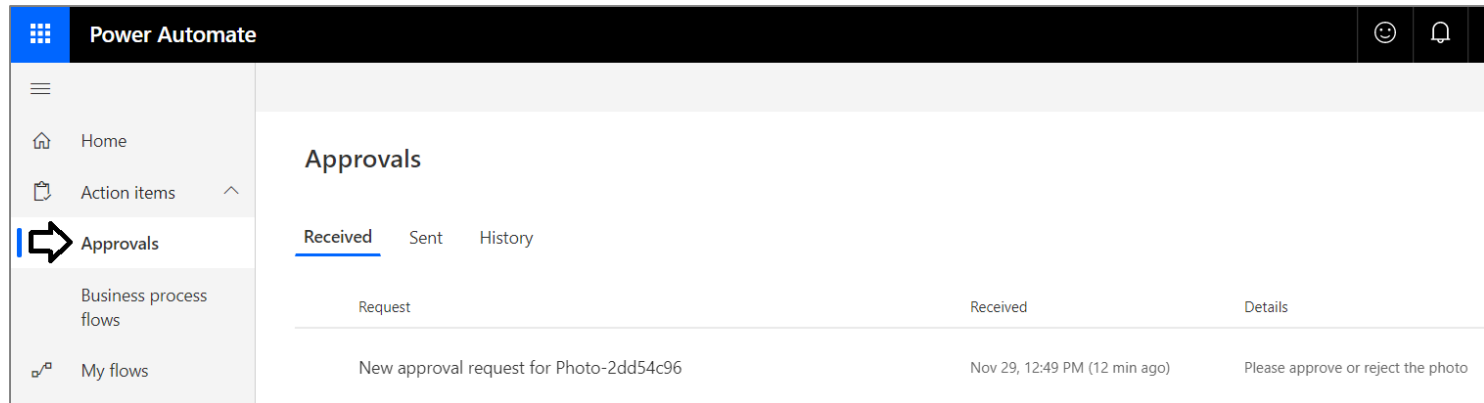 Power Automate
Home
Action items
Approvals
Business process
flows
My flows
Approvals
Received Sent History
Request Received Details
New approval request for Photo-2dd54c96 Nov 29, 12:49 PM (12 min ago) Please approve or reject the photo